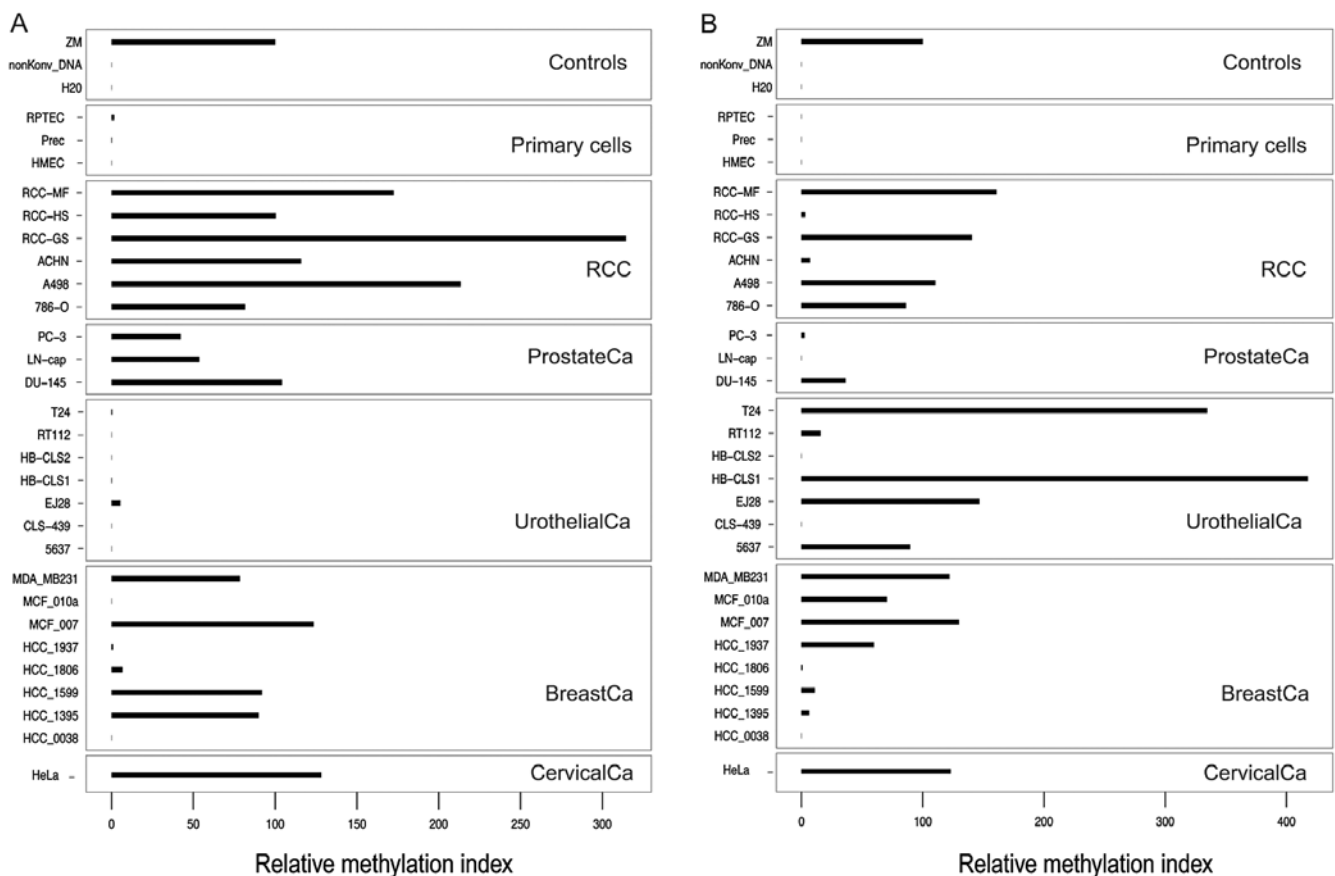 A
ZM
nonKonv_DNA
H20
Controls
RPTEC
Prec
HMEC
Primary cells
RCC-MF
RCC-HS
RCC-GS
ACHN
A498
786-O
RCC
PC-3
LN-cap
DU-145
ProstateCa
T24
RT112
HB-CLS2
HB-CLS1
EJ28
CLS-439
5637
UrothelialCa
MDA_MB231
MCF_010a
MCF_007
HCC_1937
HCC_1806
HCC_1599
HCC_1395
HCC_0038
BreastCa
HeLa
CervicalCa
0 50 100 150 200 250 300
Relative methylation index
B
ZM
nonKonv_DNA
H20
Controls
RPTEC
Prec
HMEC
Primary cells
RCC-MF
RCC-HS
RCC-GS
ACHN
A498
786-O
RCC
PC-3
LN-cap
DU-145
ProstateCa
T24
RT112
HB-CLS2
HB-CLS1
EJ28
CLS-439
5637
UrothelialCa
MDA_MB231
MCF_010a
MCF_007
HCC_1937
HCC_1806
HCC_1599
HCC_1395
HCC_0038
BreastCa
HeLa
CervicalCa
0 100 200 300 400
Relative methylation index